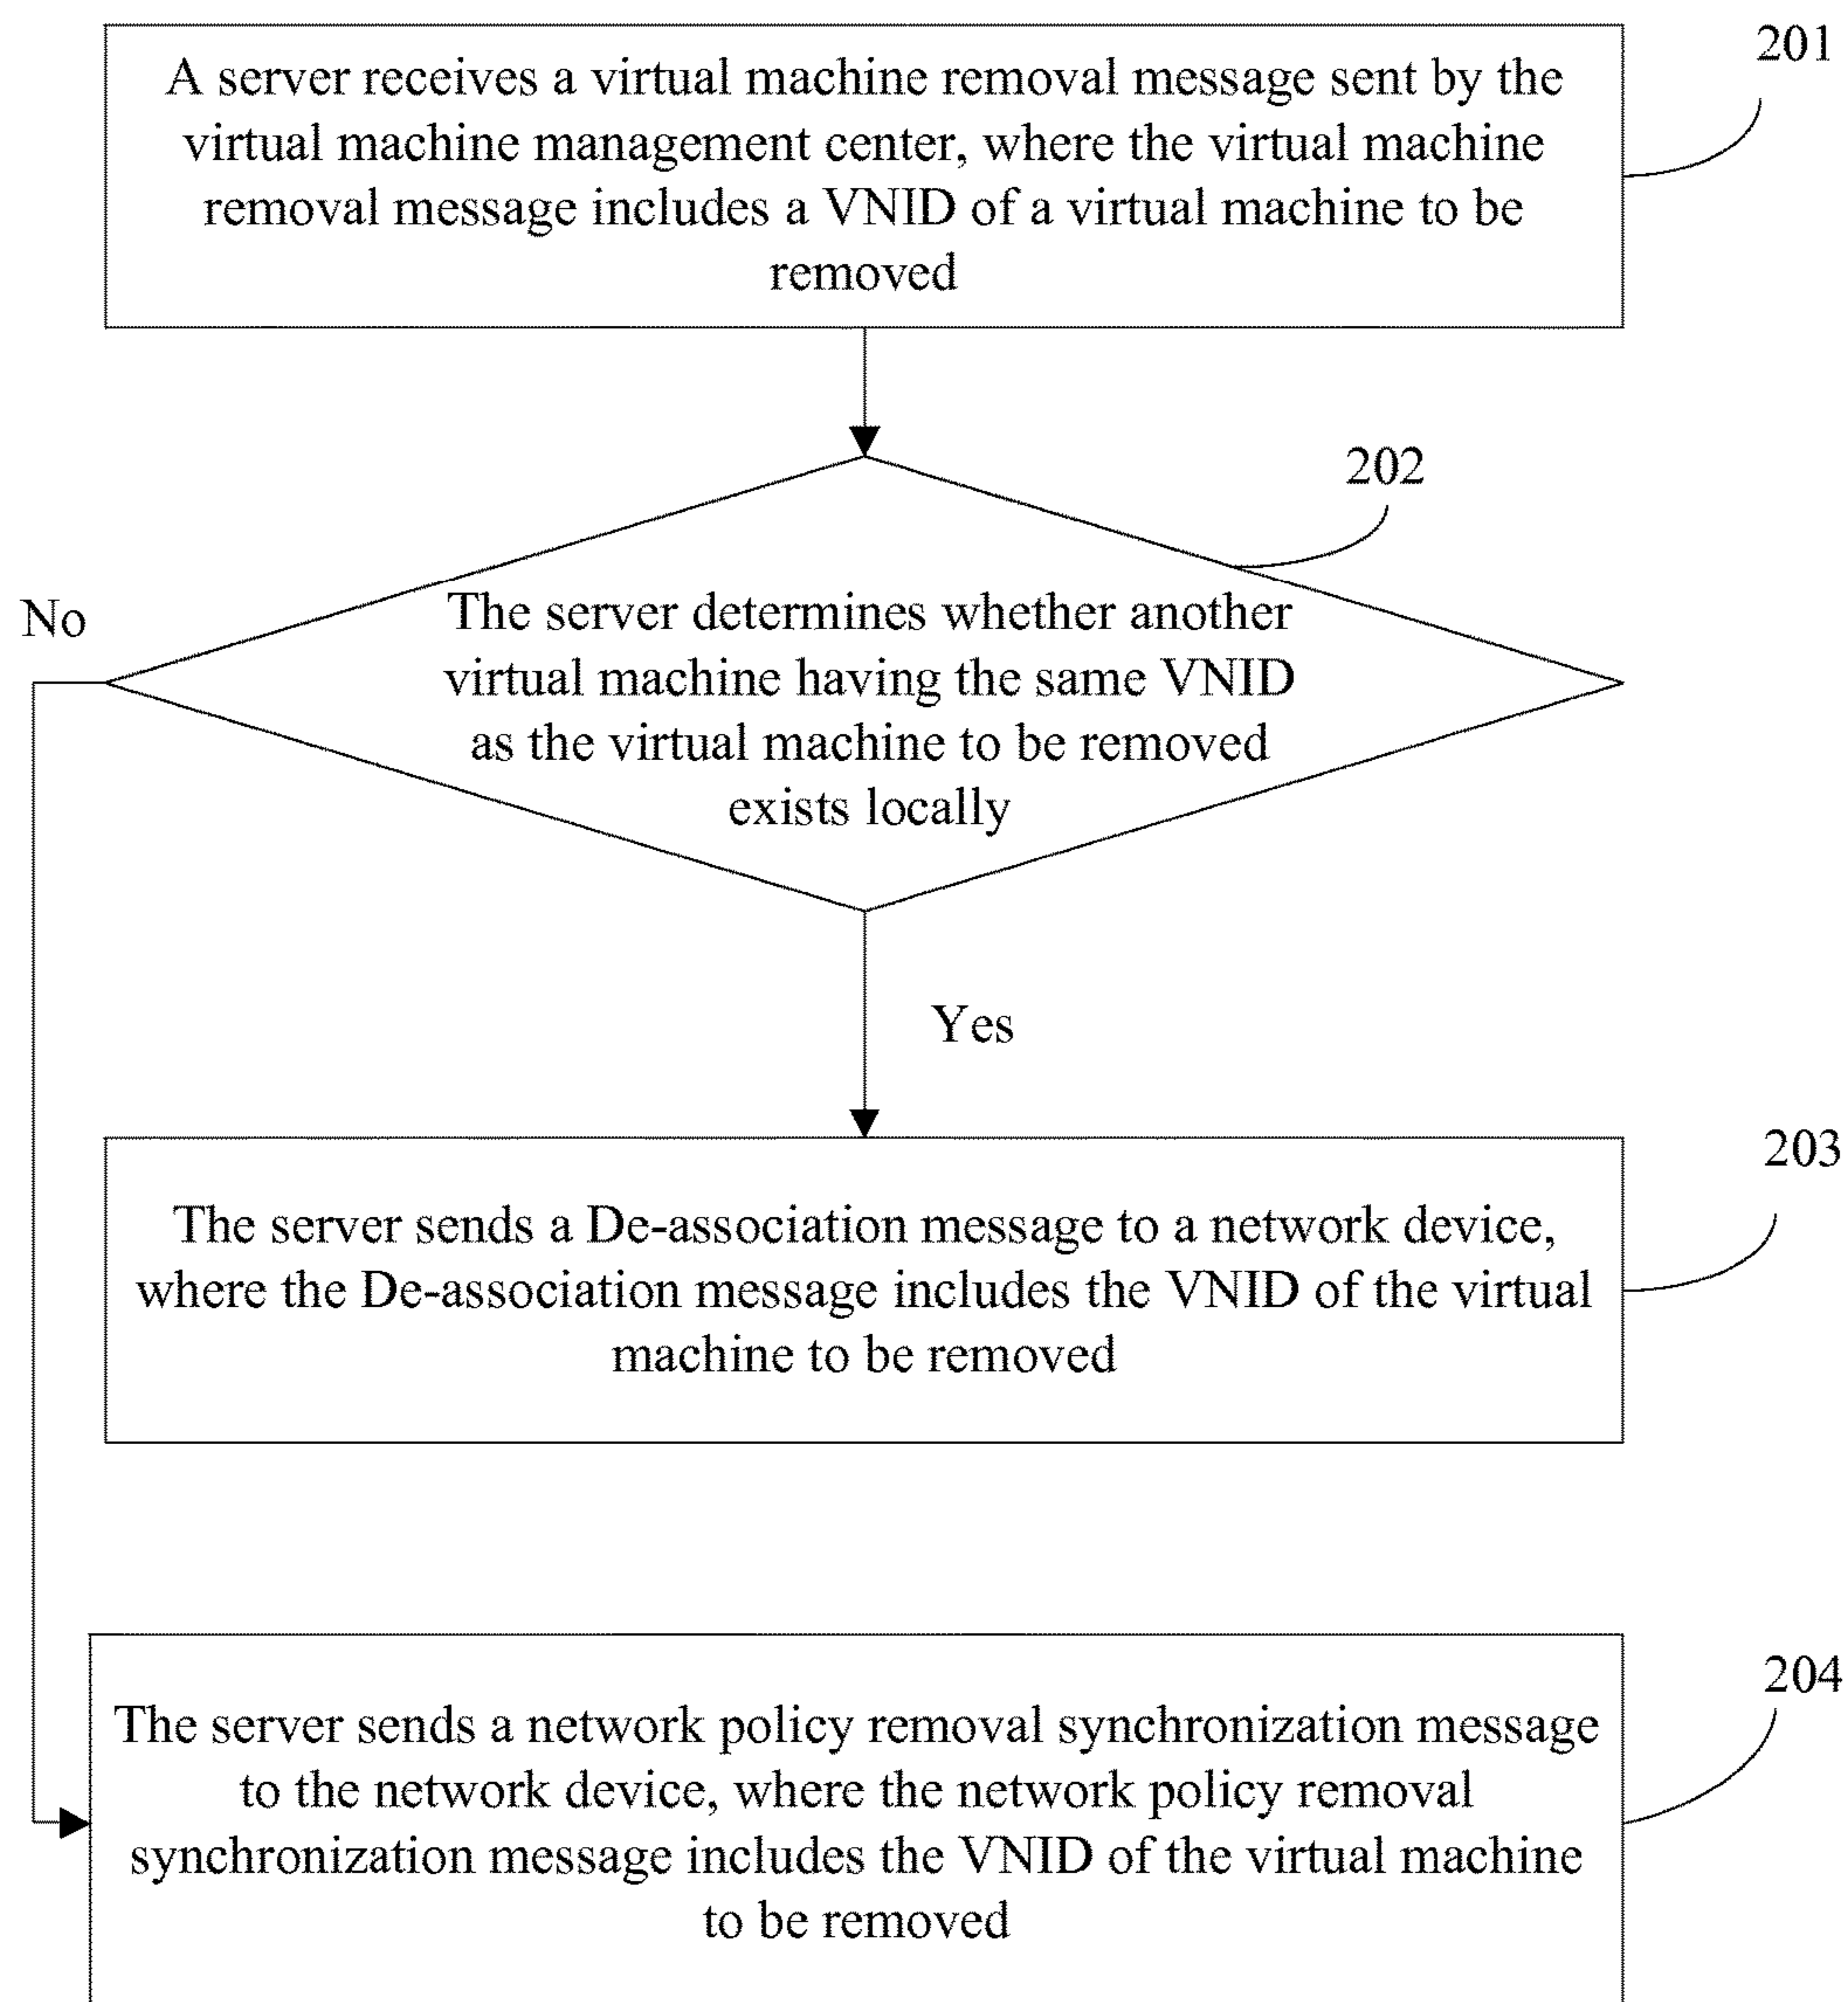 201
A server receives a virtual machine removal message sent by the
virtual machine management center, where the virtual machine
removal message includes a VNID of a virtual machine to be
removed
202
No
The server determines whether another
virtual machine having the same VNID
as the virtual machine to be removed
exists locally
Yes
203
The server sends a De-association message to a network device,
where the De-association message includes the VNID of the virtual
machine to be removed
204
The server sends a network policy removal synchronization message
to the network device, where the network policy removal
synchronization message includes the VNID of the virtual machine
to be removed